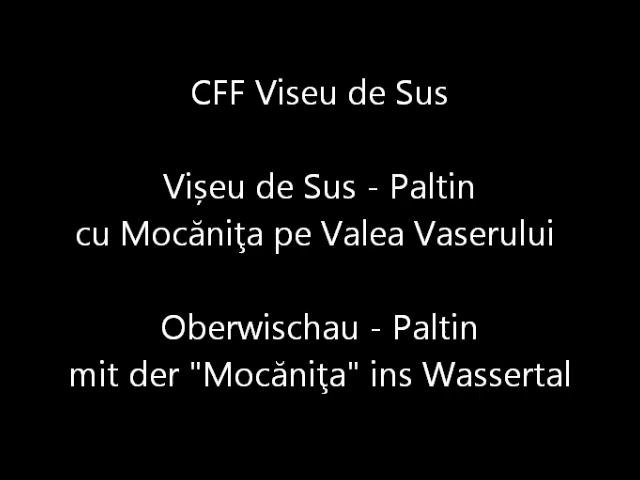 CFF Viseu de Sus
Vișeu de Sus - Paltin
cu Mocăniţa pe Valea Vaserului
Oberwischau - Paltin
mit der "Mocăniţa" ins Wassertal